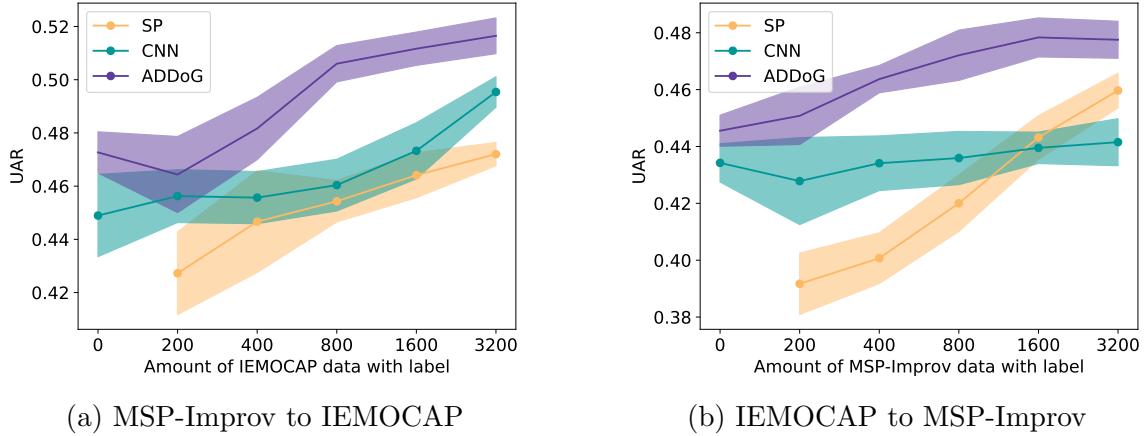 SP
CNN
ADDoG
0.52
0.50
0.48
0.46
0.44
0.42
UAR
0 200 400 800 1600 3200
Amount of IEMOCAP data with label
(a) MSP-Improv to IEMOCAP
SP
CNN
ADDoG
0.48
0.46
0.44
0.42
0.40
0.38
UAR
0 200 400 800 1600 3200
Amount of MSP-Improv data with label
(b) IEMOCAP to MSP-Improv